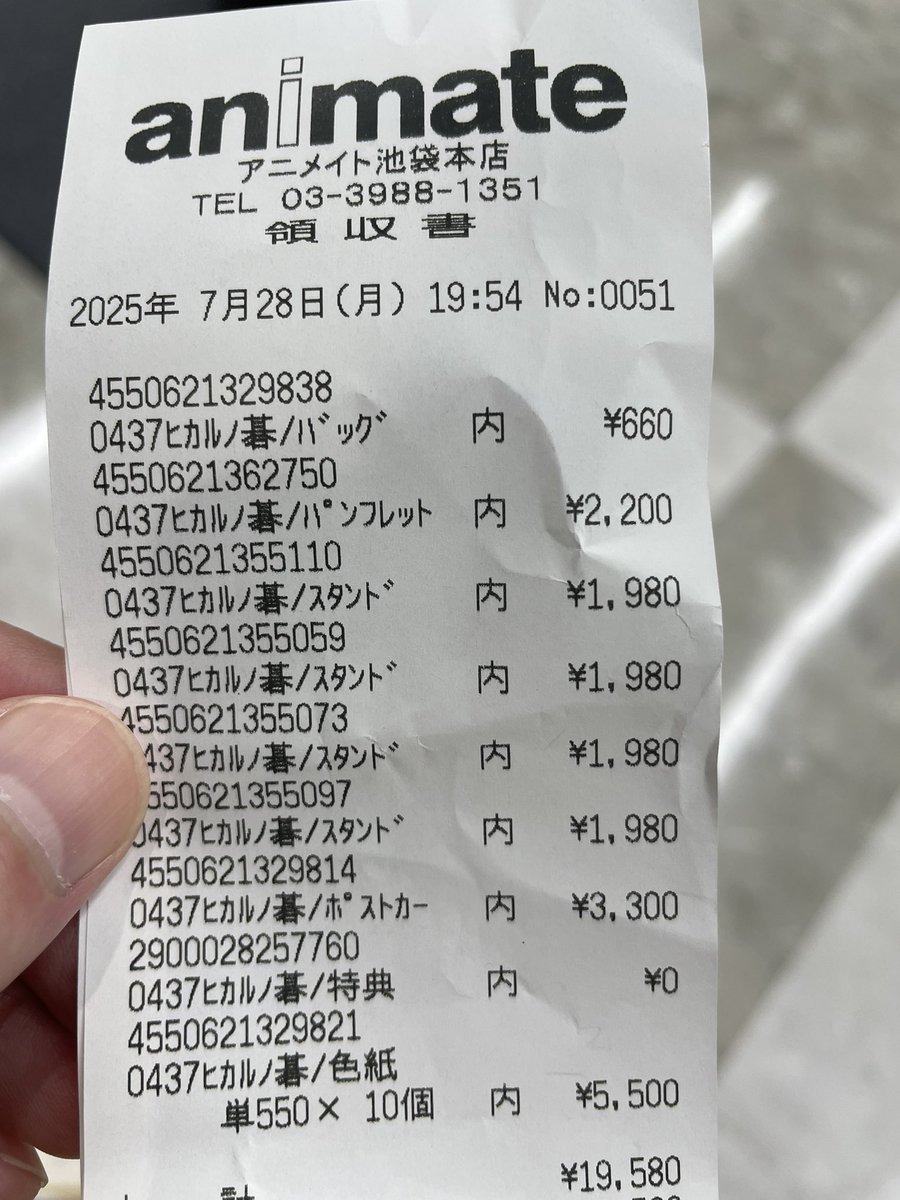 animate
アニメイト池袋本店
TEL 03-3988-1351
領収書
2025年 7月28日(月) 19:54 No:0051
4550621329838
0437ﾋｶﾙﾉ碁/ﾊﾞｯｸﾞ 内 ¥660
4550621362750
0437ﾋｶﾙﾉ碁/ﾊﾟﾝﾌﾚｯﾄ 内 ¥2,200
4550621355110
0437ﾋｶﾙﾉ碁/ｽﾀﾝﾄﾞ 内 ¥1,980
4550621355059
0437ﾋｶﾙﾉ碁/ｽﾀﾝﾄﾞ 内 ¥1,980
4550621355073
437ﾋｶﾙﾉ碁/ｽﾀﾝﾄﾞ 内 ¥1,980
550621355097
0437ﾋｶﾙﾉ碁/ｽﾀﾝﾄﾞ 内 ¥1,980
4550621329814
0437ﾋｶﾙﾉ碁/ﾎﾟｽﾄｶｰ 内 ¥3,300
2900028257760
0437ﾋｶﾙﾉ碁/特典 内 ¥0
4550621329821
0437ﾋｶﾙﾉ碁/色紙
単550× 10個 内 ¥5,500
¥19,580